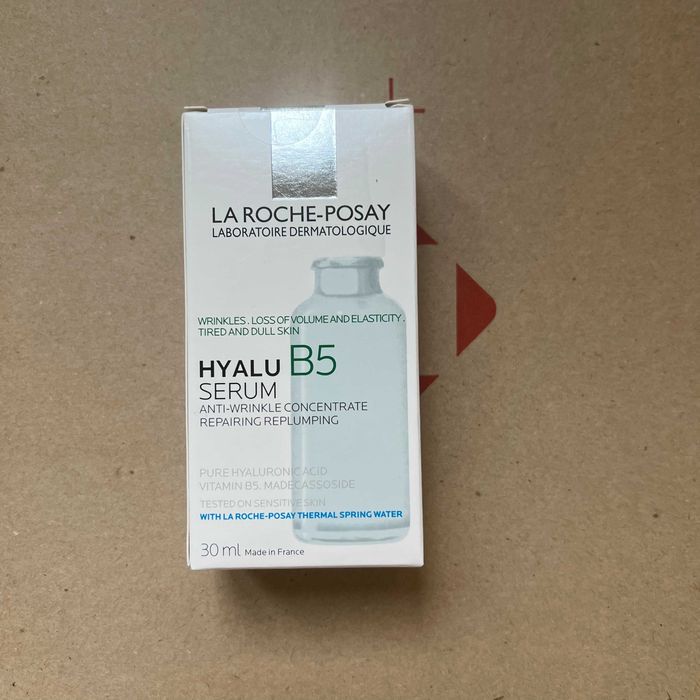 LA ROCHE-POSAY
LABORATOIRE DERMATOLOGIQUE
WRINKLES . LOSS OF VOLUME AND ELASTICITY .
TIRED AND DULL SKIN
HYALU B5
SERUM
ANTI-WRINKLE CONCENTRATE
REPAIRING REPLUMPING
PURE HYALURONIC ACID
VITAMIN B5. MADECASSOSIDE
TESTED ON SENSITIVE SKIN
WITH LA ROCHE-POSAY THERMAL SPRING WATER
30 ml Made in France